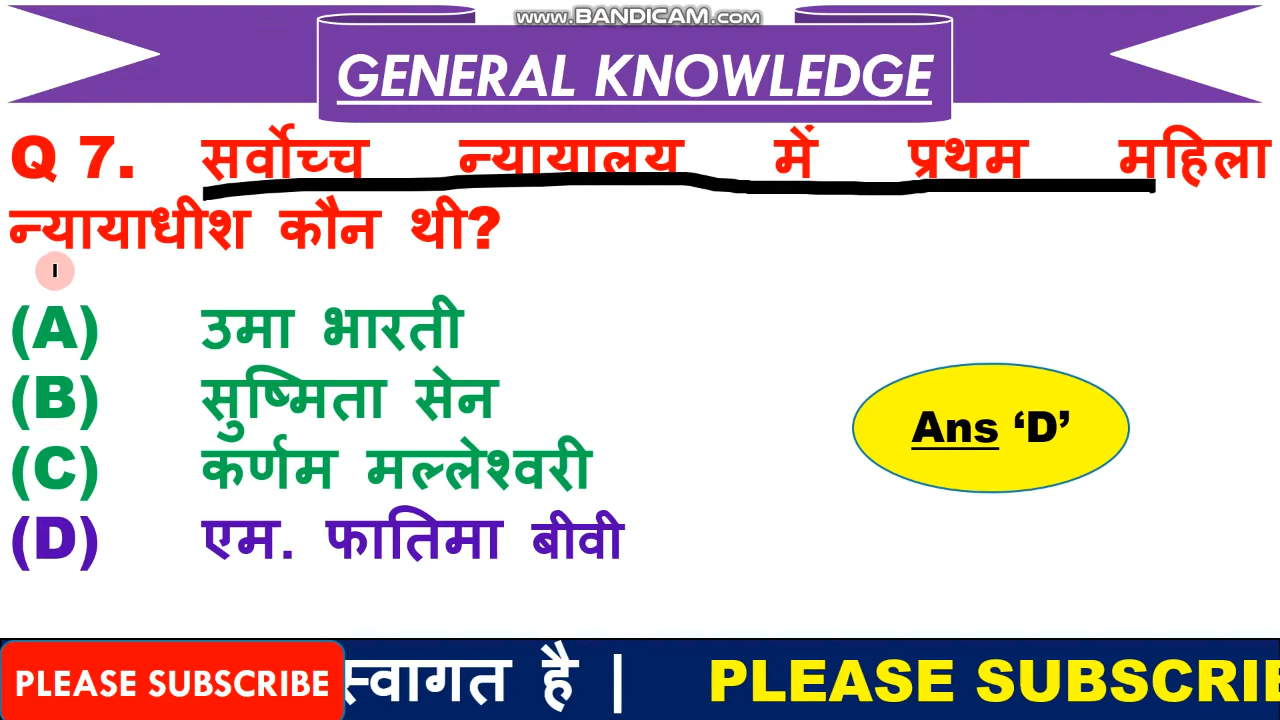 www.BANDICAM.com
GENERAL KNOWLEDGE
Q 7. सर्वोच्च न्यायालय में प्रथम महिला
न्यायाधीश कौन थी?
(A) उमा भारती
(B) सुष्मिता सेन
(C) कर्णम मल्लेश्वरी
(D) एम. फातिमा बीवी
Ans ‘D’
PLEASE SUBSCRIBE स्वागत है | PLEASE SUBSCRIBE